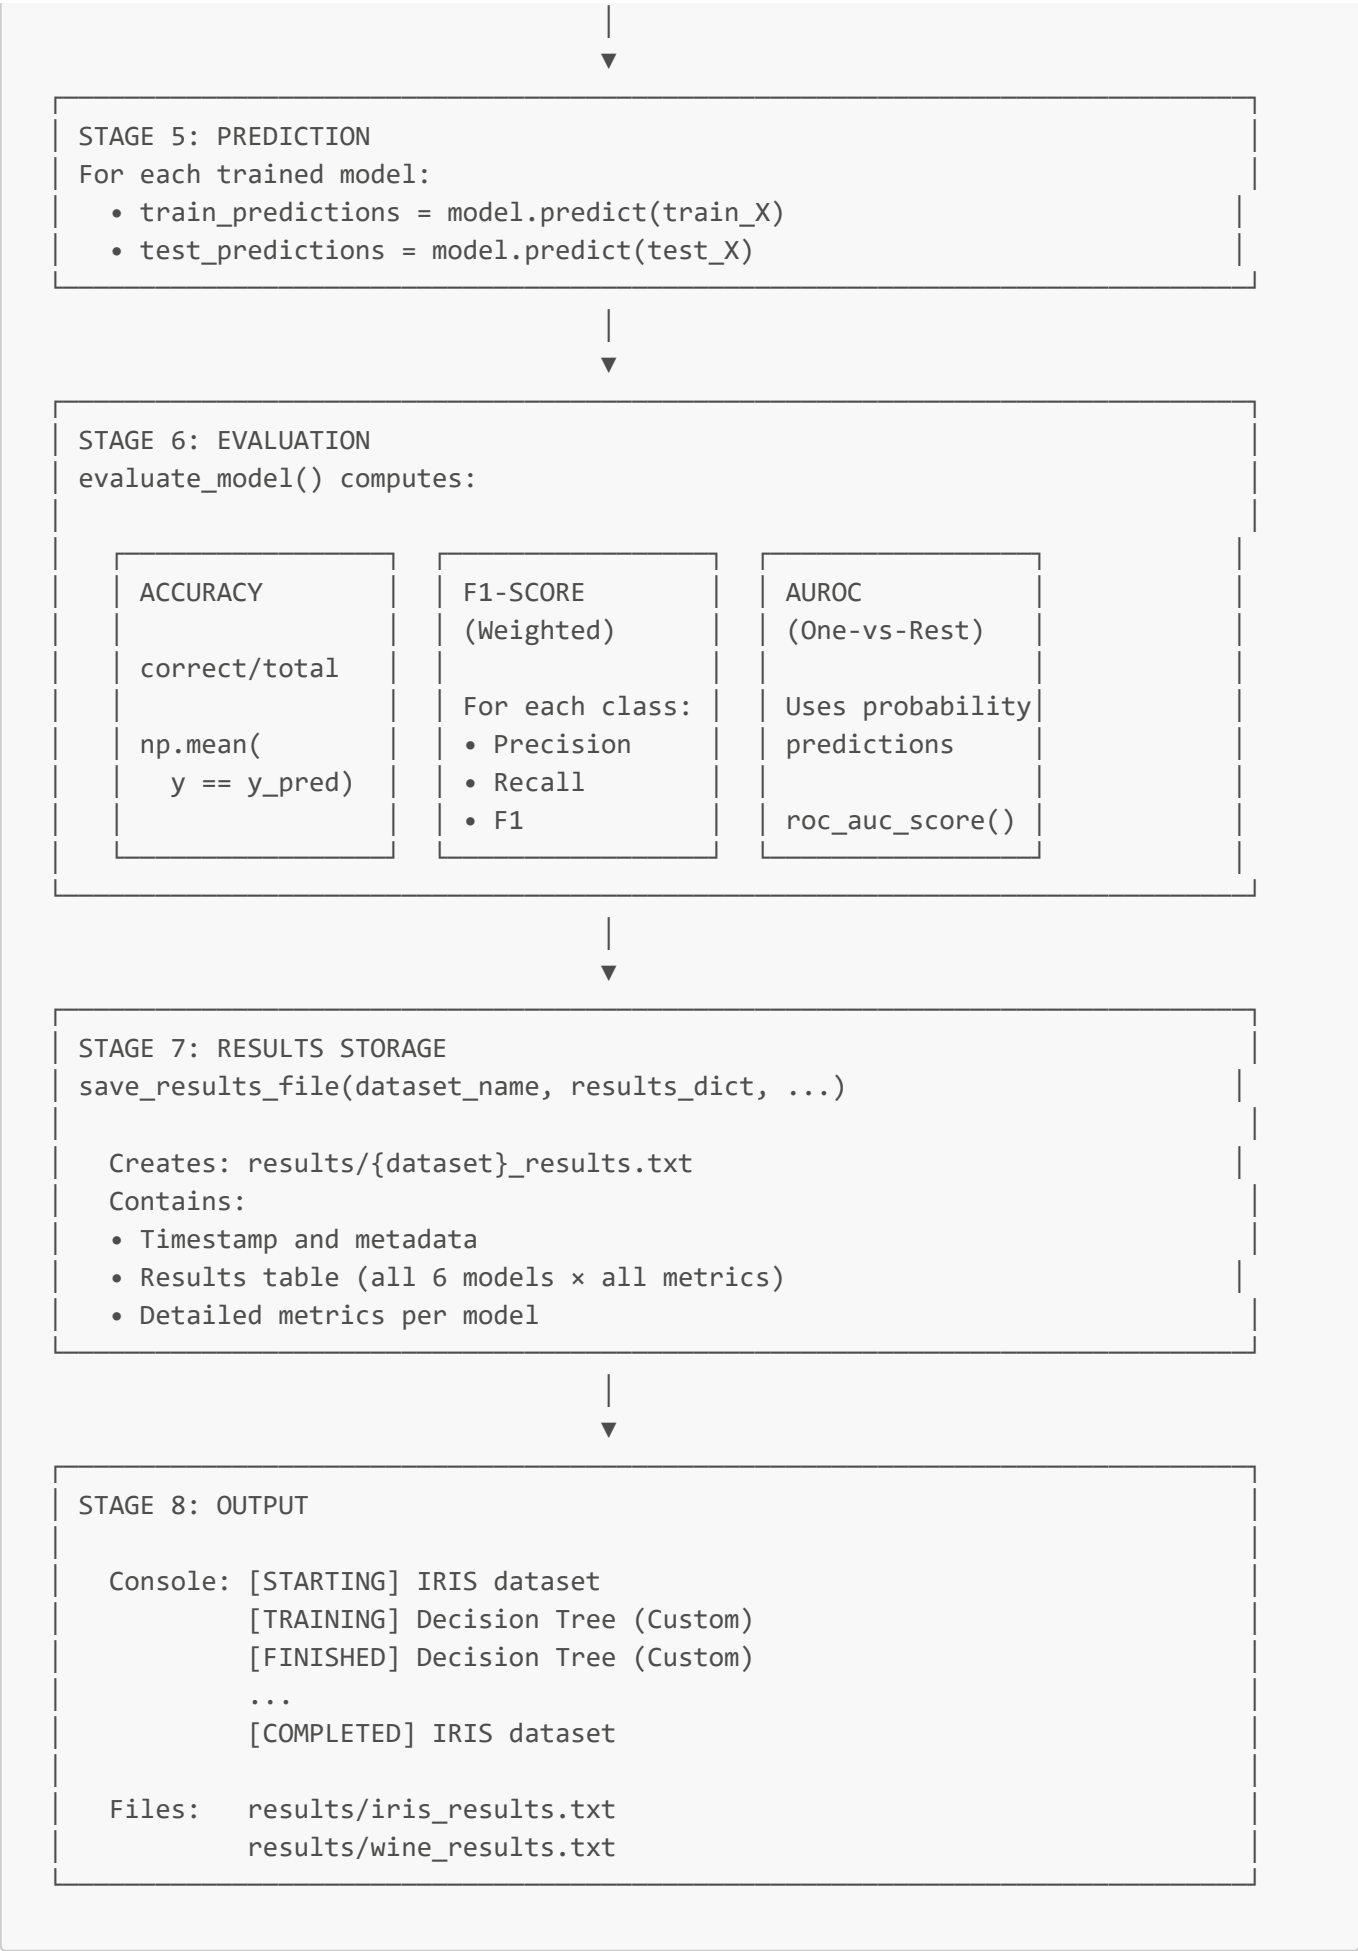 ▼
STAGE 5: PREDICTION
For each trained model:
• train_predictions = model.predict(train_X)
• test_predictions = model.predict(test_X)
▼
STAGE 6: EVALUATION
evaluate_model() computes:
ACCURACY F1-SCORE AUROC
(Weighted) (One-vs-Rest)
correct/total
For each class: Uses probability
np.mean( • Precision predictions
y == y_pred) • Recall
• F1 roc_auc_score()
▼
STAGE 7: RESULTS STORAGE
save_results_file(dataset_name, results_dict, ...)
Creates: results/{dataset}_results.txt
Contains:
• Timestamp and metadata
• Results table (all 6 models × all metrics)
• Detailed metrics per model
▼
STAGE 8: OUTPUT
Console: [STARTING] IRIS dataset
[TRAINING] Decision Tree (Custom)
[FINISHED] Decision Tree (Custom)
...
[COMPLETED] IRIS dataset
Files: results/iris_results.txt
results/wine_results.txt